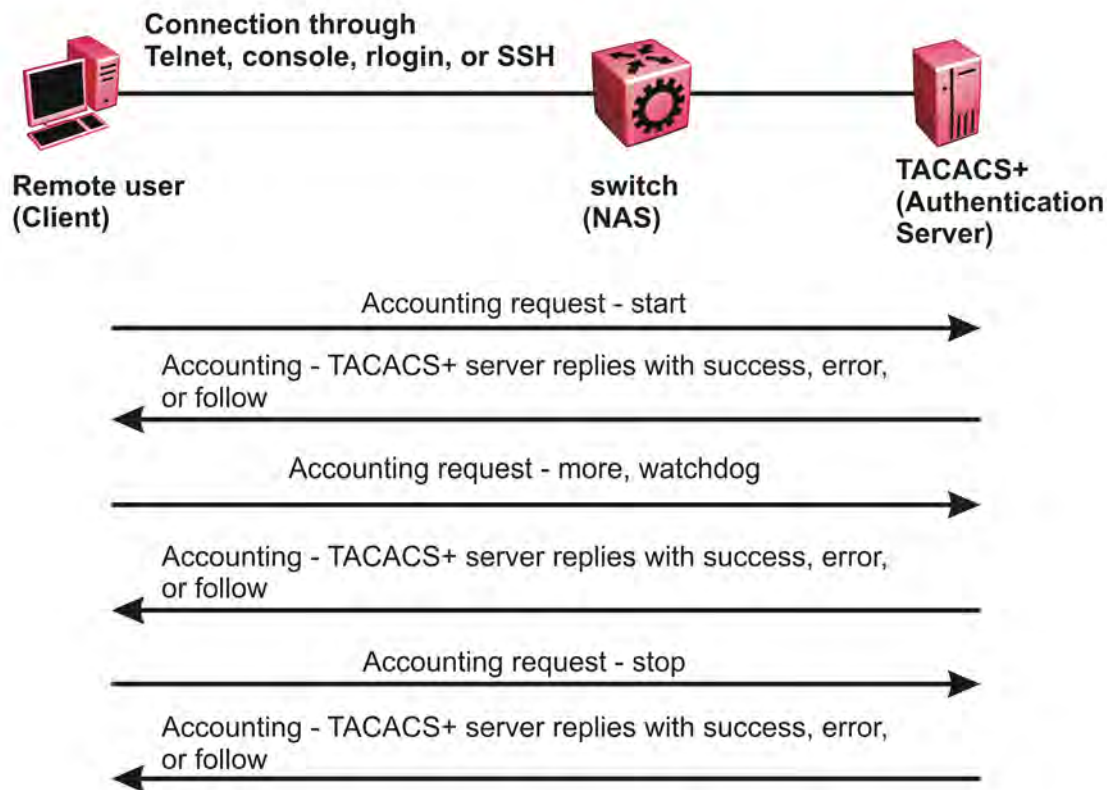 Connection through
Telnet, console, rlogin, or SSH
Remote user
(Client)
switch
(NAS)
TACACS+
(Authentication
Server)
Accounting request - start
Accounting - TACACS+ server replies with success, error,
or follow
Accounting request - more, watchdog
Accounting - TACACS+ server replies with success, error,
or follow
Accounting request - stop
Accounting - TACACS+ server replies with success, error,
or follow